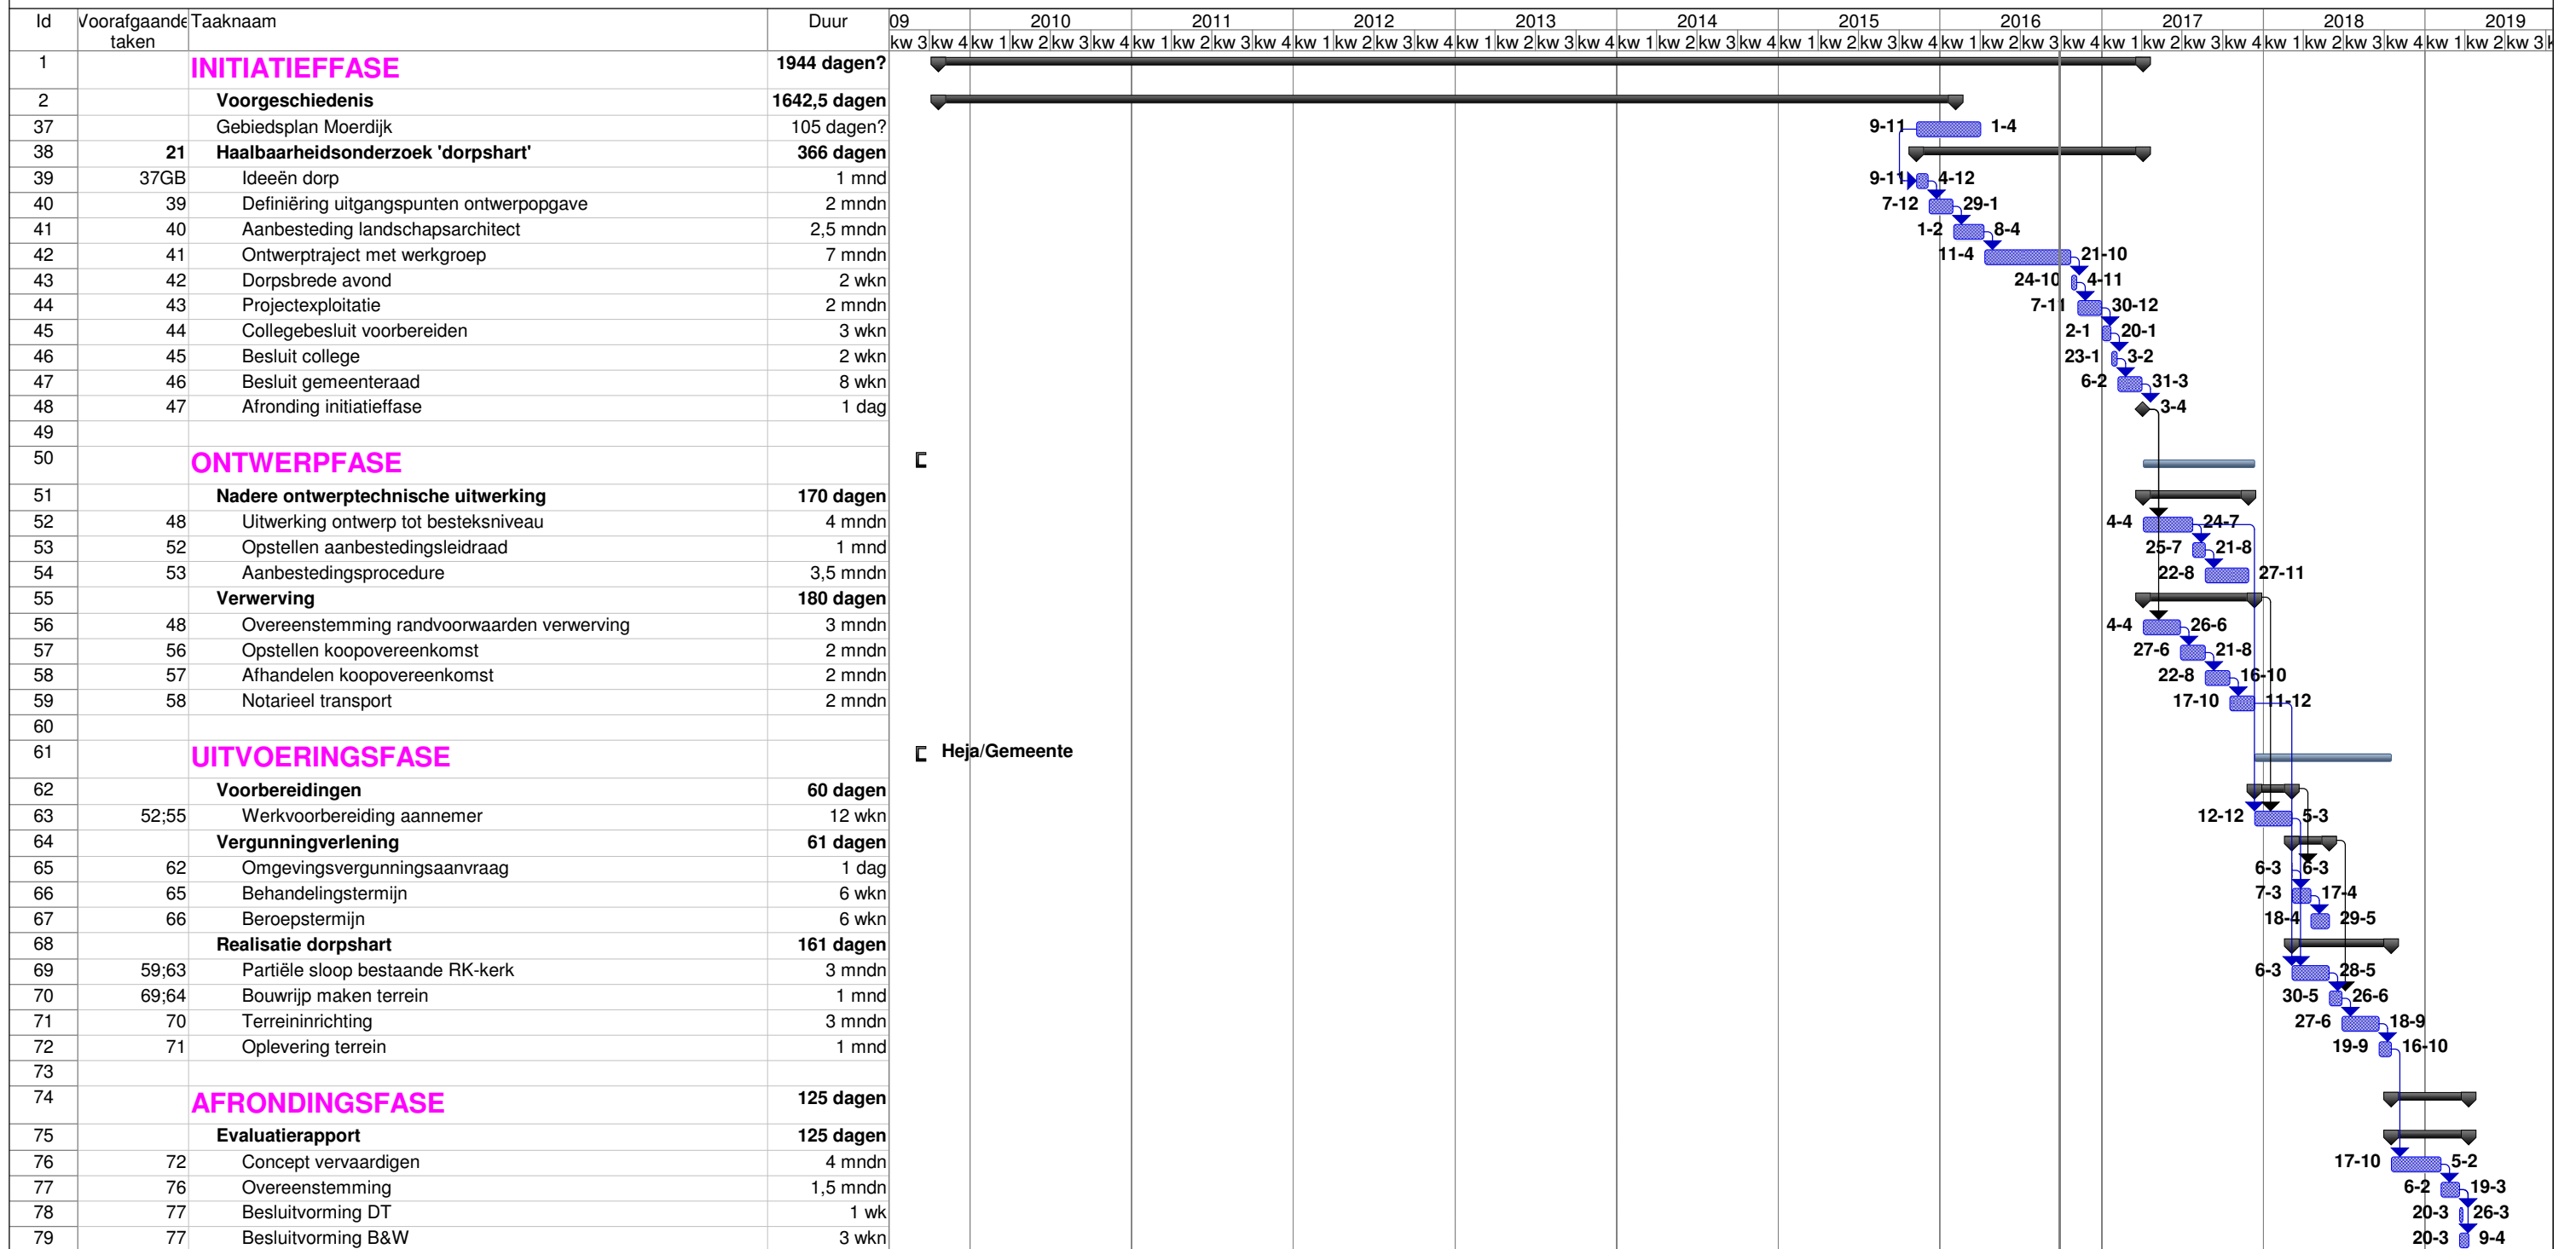 Id Voorafgaande Taaknaam Duur 09 2010 2011 2012 2013 2014 2015 2016 2017 2018 2019
taken kw 3 kw 4 kw 1 kw 2 kw 3 kw 4 kw 1 kw 2 kw 3 kw 4 kw 1 kw 2 kw 3 kw 4 kw 1 kw 2 kw 3 kw 4 kw 1 kw 2 kw 3 kw 4 kw 1 kw 2 kw 3 kw 4 kw 1 kw 2 kw 3 kw 4 kw 1 kw 2 kw 3 kw 4 kw 1 kw 2 kw 3 kw 4 kw 1 kw 2 kw 3
1 INITIATIEFFASE 1944 dagen?
2 Voorgeschiedenis 1642,5 dagen
37 Gebiedsplan Moerdijk 105 dagen? 9-11 1-4
38 21 Haalbaarheidsonderzoek 'dorpshart' 366 dagen
39 37GB Ideeën dorp 1 mnd 9-11 4-12
40 39 Definiëring uitgangspunten ontwerpopgave 2 mndn 7-12 29-1
41 40 Aanbesteding landschapsarchitect 2,5 mndn 1-2 8-4
42 41 Ontwerptraject met werkgroep 7 mndn 11-4 21-10
43 42 Dorpsbrede avond 2 wkn 24-10 4-11
44 43 Projectexploitatie 2 mndn 7-11 30-12
45 44 Collegebesluit voorbereiden 3 wkn 2-1 20-1
46 45 Besluit college 2 wkn 23-1 3-2
47 46 Besluit gemeenteraad 8 wkn 6-2 31-3
48 47 Afronding initiatieffase 1 dag 3-4
49
50 ONTWERPFASE
51 Nadere ontwerptechnische uitwerking 170 dagen
52 48 Uitwerking ontwerp tot besteksniveau 4 mndn 4-4 24-7
53 52 Opstellen aanbestedingsleidraad 1 mnd 25-7 21-8
54 53 Aanbestedingsprocedure 3,5 mndn 22-8 27-11
55 Verwerving 180 dagen
56 48 Overeenstemming randvoorwaarden verwerving 3 mndn 4-4 26-6
57 56 Opstellen koopovereenkomst 2 mndn 27-6 21-8
58 57 Afhandelen koopovereenkomst 2 mndn 22-8 16-10
59 58 Notarieel transport 2 mndn 17-10 11-12
60
61 UITVOERINGSFASE Heja/Gemeente
62 Voorbereidingen 60 dagen
63 52;55 Werkvoorbereiding aannemer 12 wkn 12-12 5-3
64 Vergunningverlening 61 dagen
65 62 Omgevingsvergunningsaanvraag 1 dag 6-3 6-3
66 65 Behandelingstermijn 6 wkn 7-3 17-4
67 66 Beroepstermijn 6 wkn 18-4 29-5
68 Realisatie dorpshart 161 dagen
69 59;63 Partiële sloop bestaande RK-kerk 3 mndn 6-3 28-5
70 69;64 Bouwrijp maken terrein 1 mnd 30-5 26-6
71 70 Terreininrichting 3 mndn 27-6 18-9
72 71 Oplevering terrein 1 mnd 19-9 16-10
73
74 AFRONDINGSFASE 125 dagen
75 Evaluatierapport 125 dagen
76 72 Concept vervaardigen 4 mndn 17-10 5-2
77 76 Overeenstemming 1,5 mndn 6-2 19-3
78 77 Besluitvorming DT 1 wk 20-3 26-3
79 77 Besluitvorming B&W 3 wkn 20-3 9-4